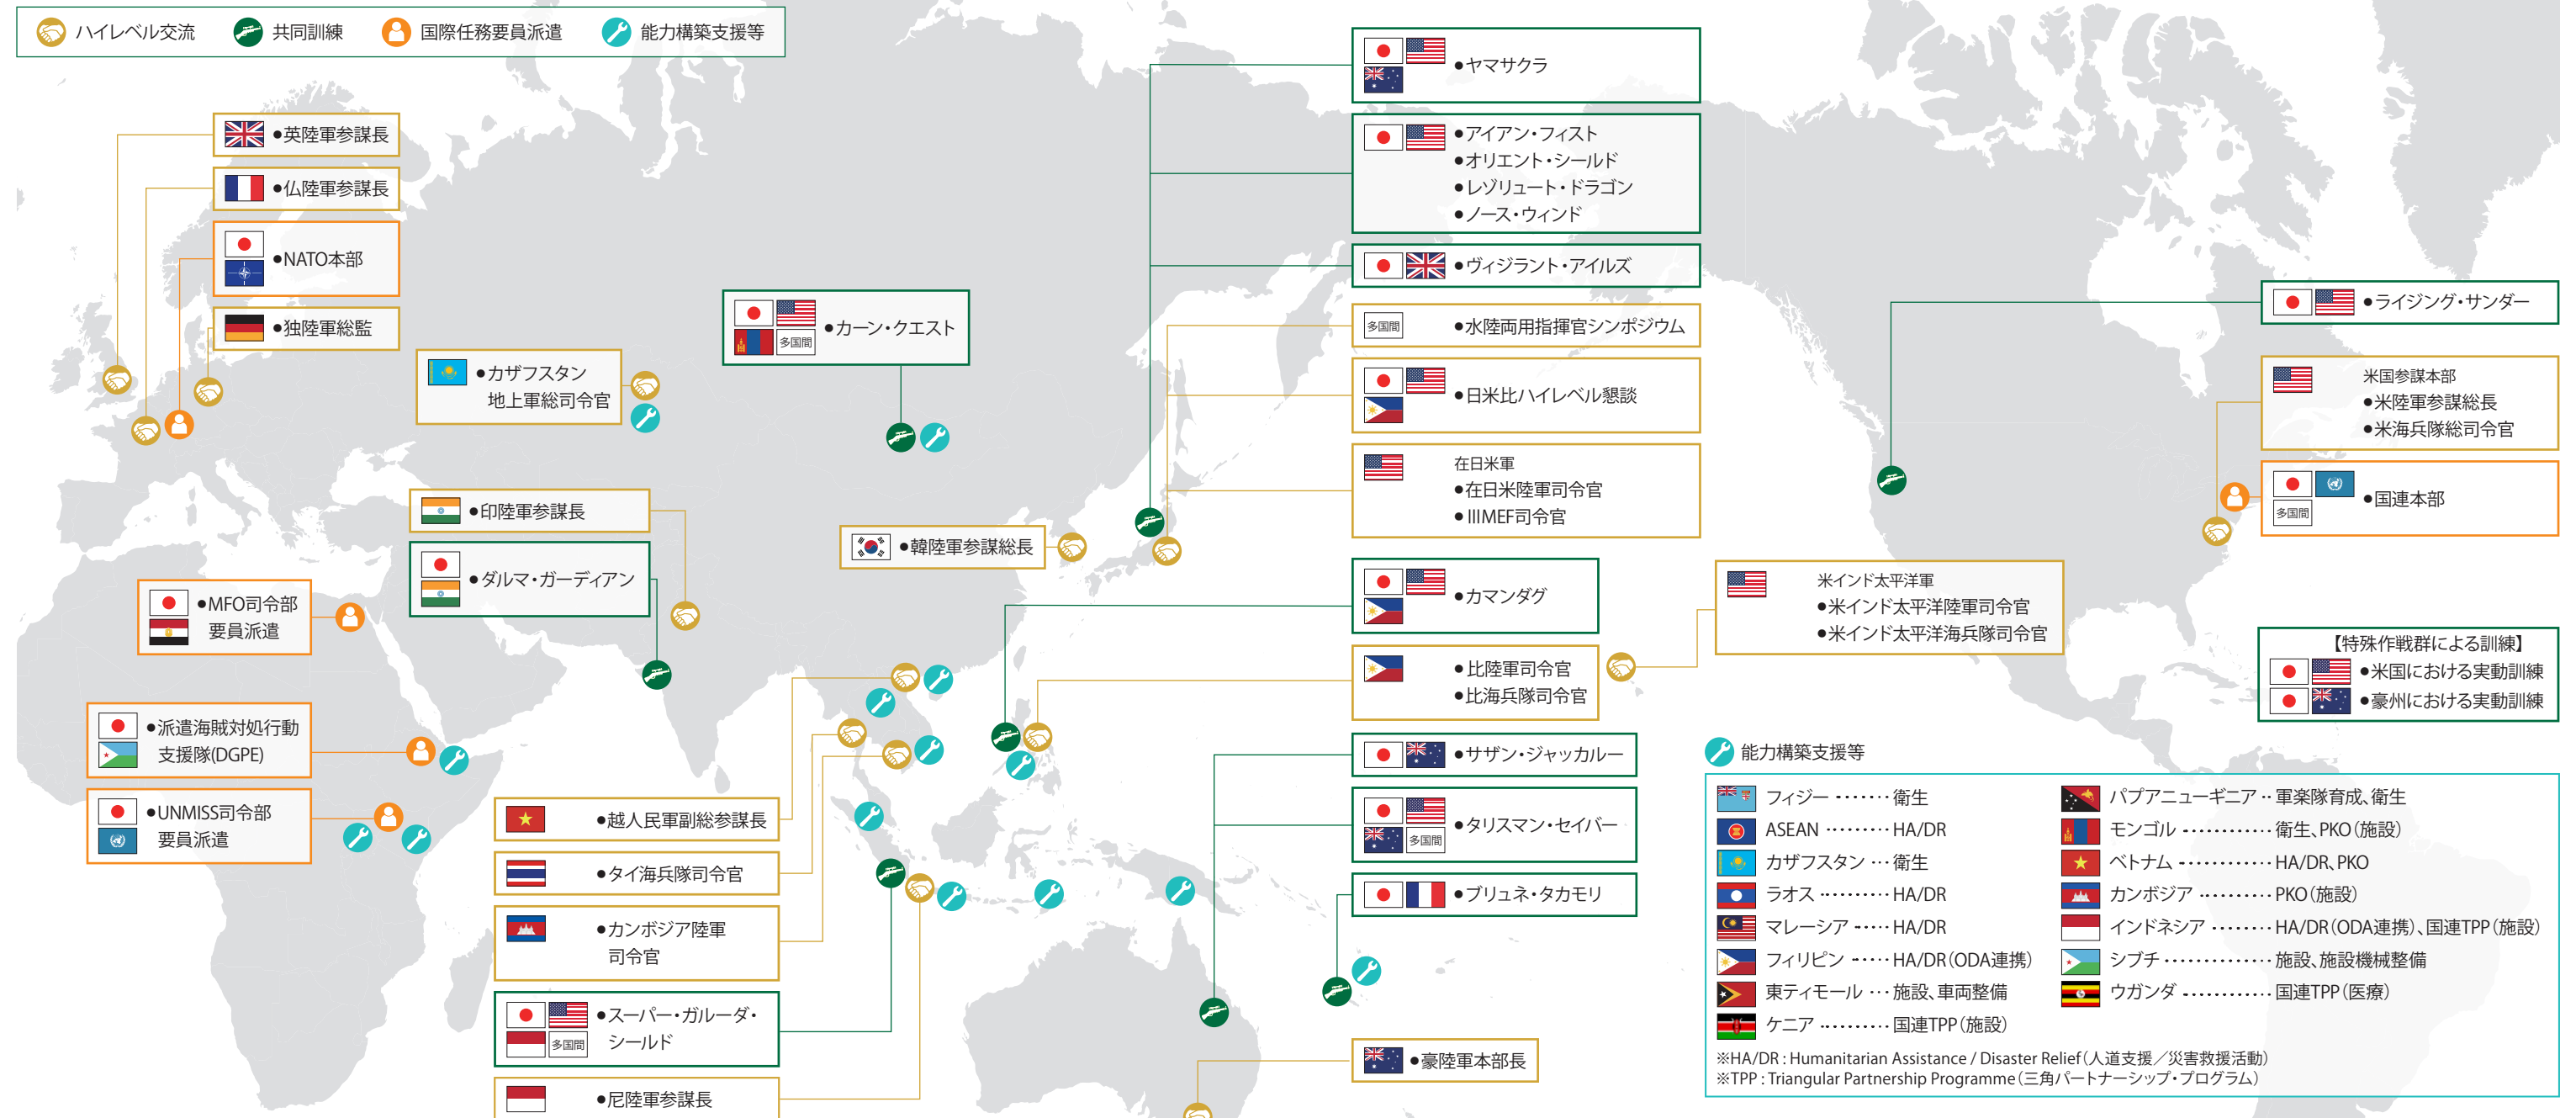 ハイレベル交流
共同訓練
国際任務要員派遣
能力構築支援等
●英陸軍参謀長
●仏陸軍参謀長
●NATO本部
●独陸軍総監
●カザフスタン
地上軍総司令官
●カーン・クエスト
多国間
●印陸軍参謀長
●ダルマ・ガーディアン
●韓陸軍参謀総長
●MFO司令部
要員派遣
●派遣海賊対処行動
支援隊(DGPE)
●UNMISS司令部
要員派遣
●越人民軍副総参謀長
●タイ海兵隊司令官
●カンボジア陸軍
司令官
●スーパー・ガルーダ・
シールド
多国間
●尼陸軍参謀長
●ヤマサクラ
●アイアン・フィスト
●オリエント・シールド
●レゾリュート・ドラゴン
●ノース・ウィンド
●ヴィジラント・アイルズ
多国間
●水陸両用指揮官シンポジウム
●日米比ハイレベル懇談
在日米軍
●在日米陸軍司令官
●ⅢMEF司令官
●カマンダグ
●比陸軍司令官
●比海兵隊司令官
●サザン・ジャッカルー
●タリスマン・セイバー
多国間
●ブリュネ・タカモリ
●豪陸軍本部長
米インド太平洋軍
●米インド太平洋陸軍司令官
●米インド太平洋海兵隊司令官
●ライジング・サンダー
米国参謀本部
●米陸軍参謀総長
●米海兵隊総司令官
●国連本部
多国間
【特殊作戦群による訓練】
●米国における実動訓練
●豪州における実動訓練
能力構築支援等
フィジー ······· 衛生
ASEAN ········· HA/DR
カザフスタン ··· 衛生
ラオス ········ HA/DR
マレーシア ····· HA/DR
フィリピン ····· HA/DR(ODA連携)
東ティモール ··· 施設、車両整備
ケニア ·········· 国連TPP(施設)
パプアニューギニア ·· 軍楽隊育成、衛生
モンゴル ············ 衛生、PKO(施設)
ベトナム ············ HA/DR、PKO
カンボジア ·········· PKO(施設)
インドネシア ········ HA/DR(ODA連携)、国連TPP(施設)
ジブチ ·············· 施設、施設機械整備
ウガンダ ············ 国連TPP(医療)
※HA/DR : Humanitarian Assistance / Disaster Relief(人道支援／災害救援活動)
※TPP : Triangular Partnership Programme(三角パートナーシップ・プログラム)